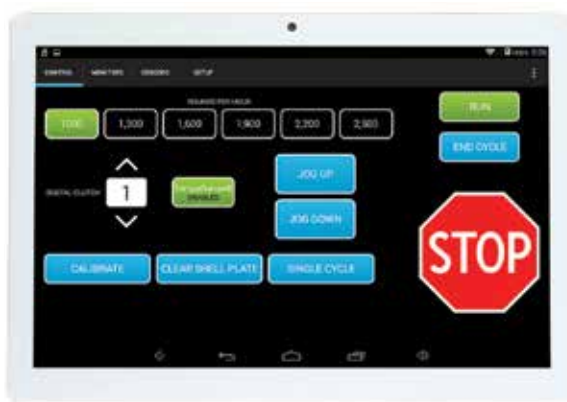 CONTROL MONITORS SENSORS SETUP
ROUNDS PER HOUR
1,300 1,600 1,900 2,200 2,500
RUN
END CYCLE
DIGITAL CLUTCH 1
ENABLED
JOG UP
JOG DOWN
STOP
CALIBRATE CLEAR SHELL PLATE SINGLE CYCLE